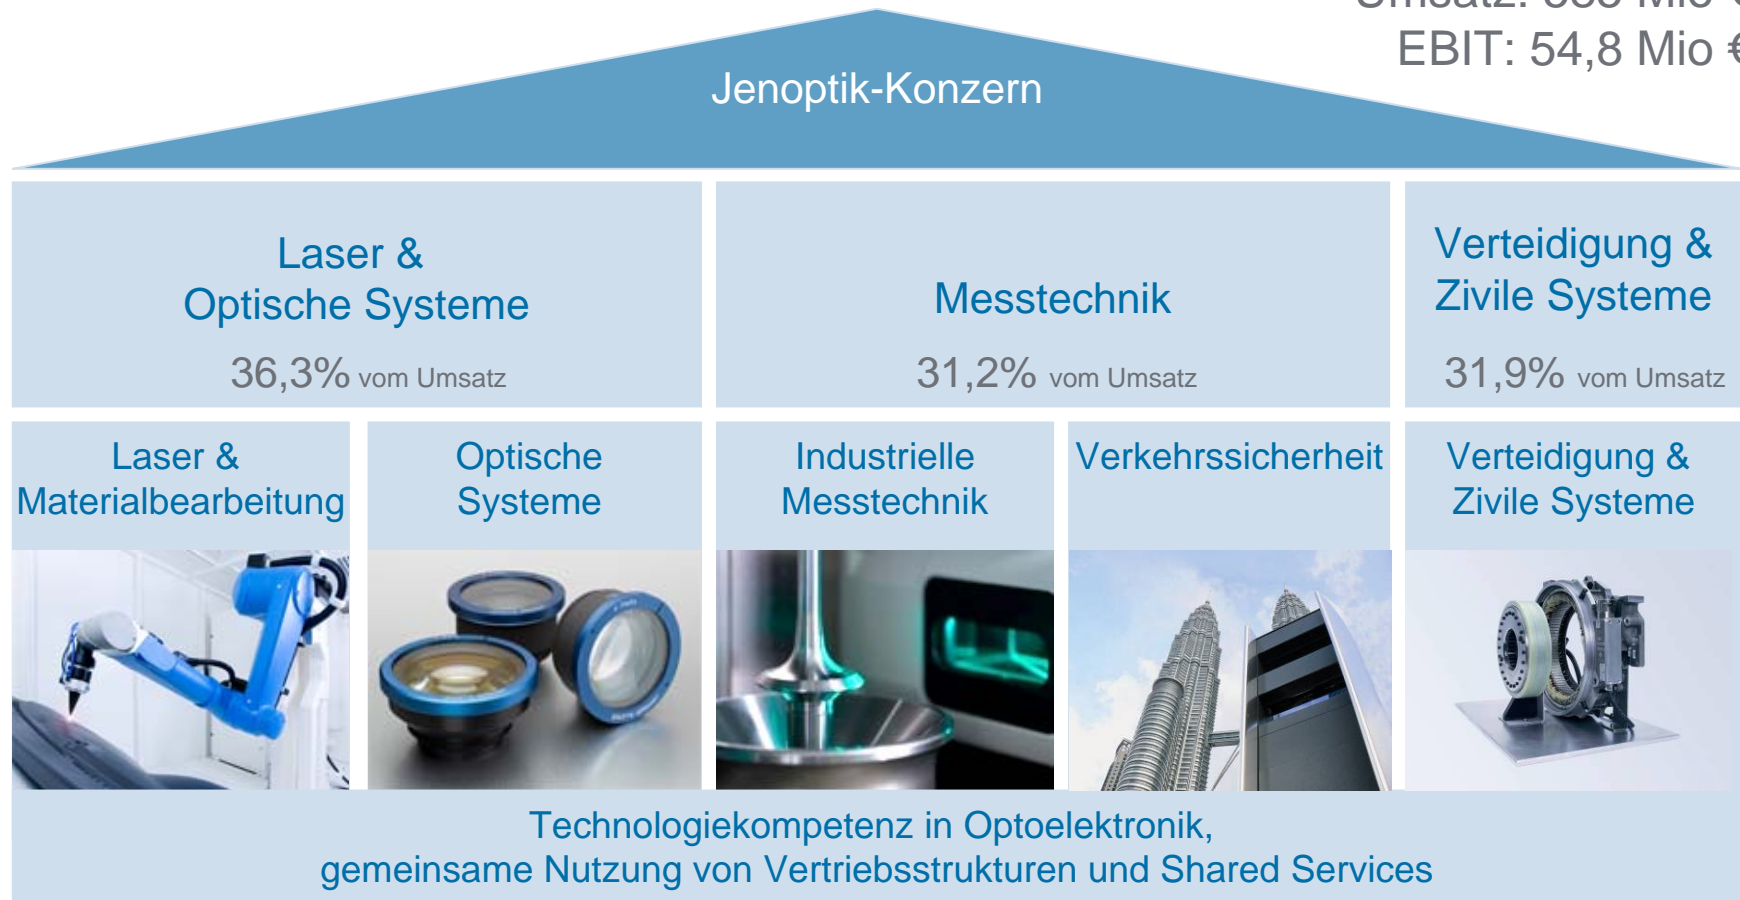 EBIT: 54,8 Mio €
Jenoptik-Konzern
Laser &
Optische Systeme
36,3% vom Umsatz
Messtechnik
31,2% vom Umsatz
Verteidigung &
Zivile Systeme
31,9% vom Umsatz
Laser &
Materialbearbeitung
Optische
Systeme
Industrielle
Messtechnik
Verkehrssicherheit
Verteidigung &
Zivile Systeme
Technologiekompetenz in Optoelektronik,
gemeinsame Nutzung von Vertriebsstrukturen und Shared Services